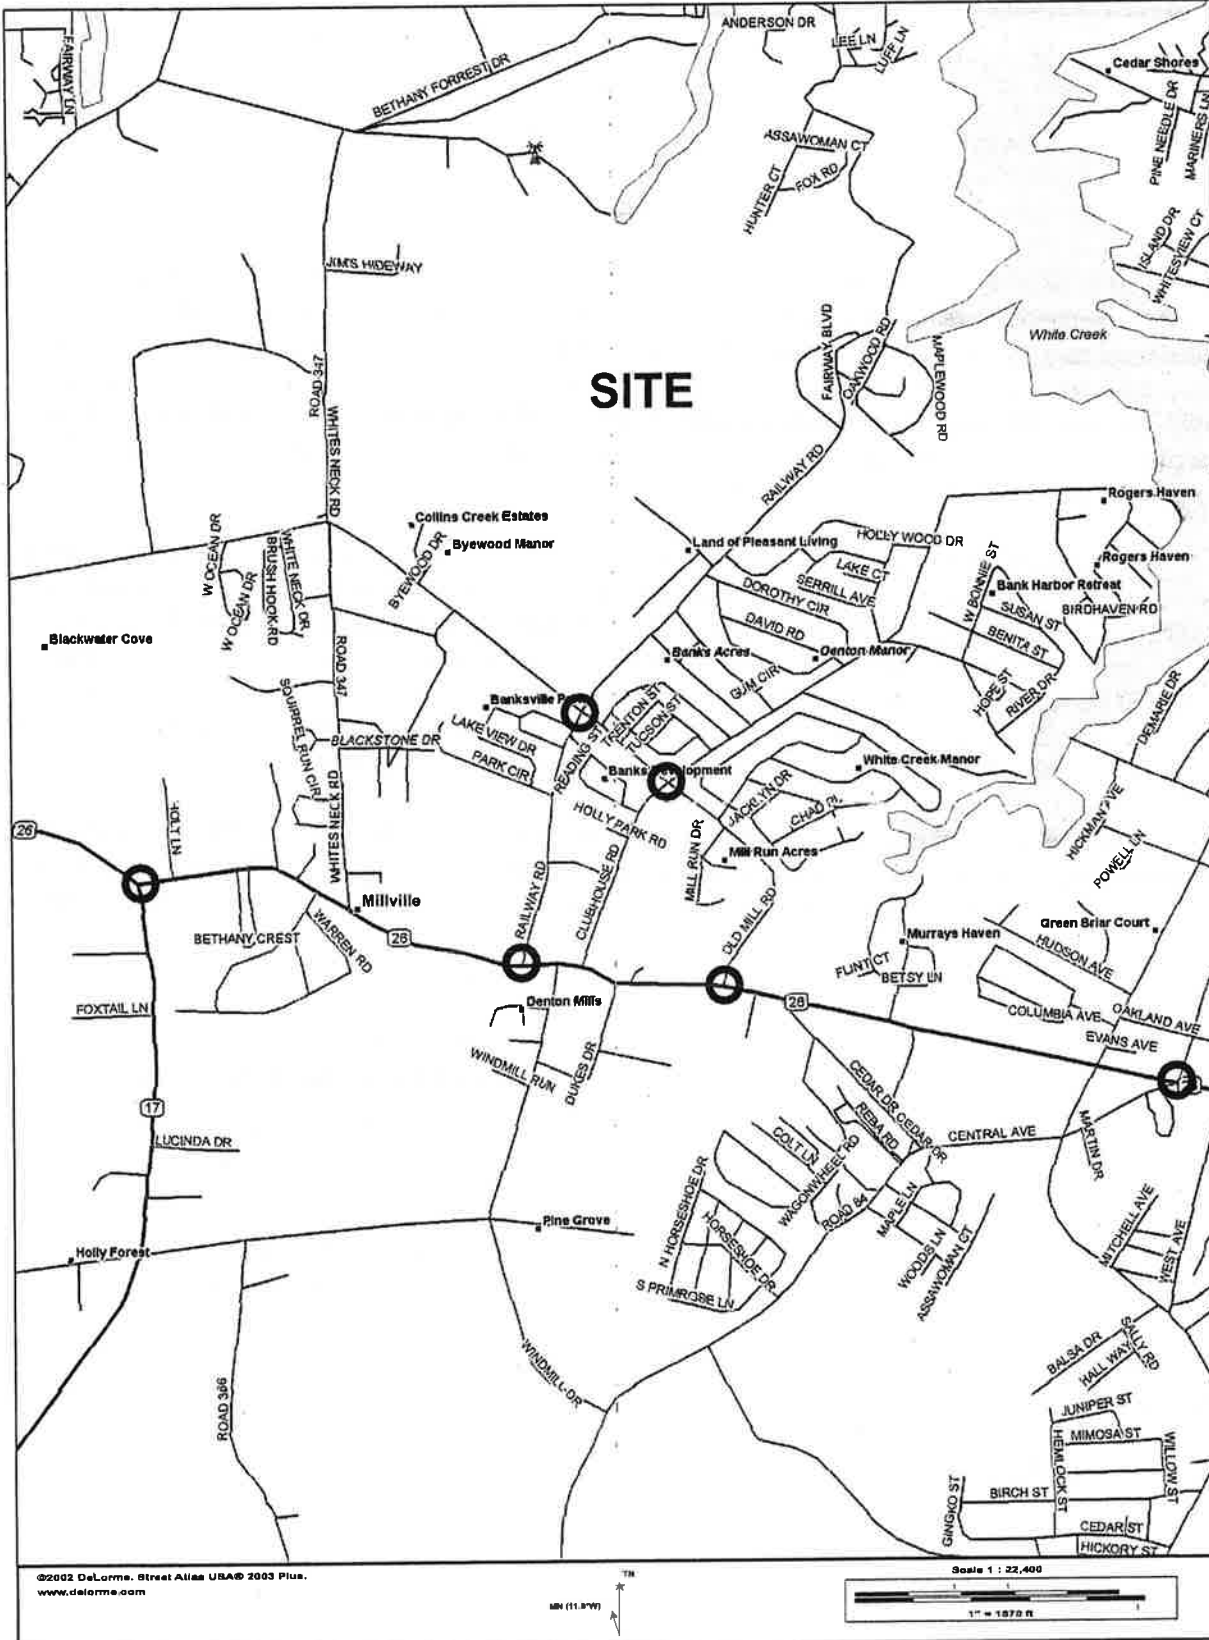 ANDERSON DR
LEE LN
LUFF LN
FAIRWAY LN
Cedar Shores
BETHANY FORREST DR
PINE NEEDLE DR
MARINERS LN
ASSAWOMAN CT
FOX RD
HUNTER CT
ISLAND DR
WHITESVIEW CT
JIM'S HIDEWAY
White Creek
ROAD 347
SITE
FAIRWAY BLVD
OAKWOOD RD
MAPLEWOOD RD
WHITES NECK RD
RAILWAY RD
Rogers Haven
Collins Creek Estates
Byewood Manor
BYEWOOD DR
W OCEAN DR
W OCEAN DR
BRUSH HOOK RD
WHITE NECK DR
Land of Pleasant Living
HOLLY WOOD DR
LAKE CT
SERRILL AVE
DOROTHY CIR
DAVID RD
W BONNIE ST
Rogers Haven
Bank Harbor Retreat
SUSAN ST
BIRDHAVEN RD
BENITA ST
HOPE ST
RIVER DR
Blackwater Cove
ROAD 347
Banks Acres
Denton Manor
GUM CIR
DEMARIE DR
SQUIRREL RUN CIR
Banksville
BLACKSTONE DR
LAKE VIEW DR
PARK CIR
READING ST
TRENTON ST
TUCSON ST
Banks Development
White Creek Manor
JACKLYN DR
CHAD PL
HOLLY PARK RD
MILL RUN DR
Mill Run Acres
HICKMAN AVE
POWELL LN
26
HOLT LN
WHITES NECK RD
Millville
26
RAILWAY RD
CLUBHOUSE RD
OLD MILL RD
BETHANY CREST
WARREN RD
Murrays Haven
FLINT CT
BETSY LN
Green Briar Court
HUDSON AVE
FOXTAIL LN
Denton Mills
26
COLUMBIA AVE
OAKLAND AVE
EVANS AVE
WINDMILL RUN
DUKES DR
17
LUCINDA DR
CEDAR DR
CEDAR DR
REBA RD
CENTRAL AVE
MARTIN DR
COLT LN
WAGONWHEEL RD
ROAD 84
MAPLE LN
WOODS LN
ASSAWOMAN CT
N HORSESHOE DR
HORSESHOE DR
S PRIMROSE LN
MITCHELL AVE
WEST AVE
Pine Grove
Holly Forest
WINDMILL DR
ROAD 366
BALSA DR
SALLY RD
HALL WAY
JUNIPER ST
MIMOSA ST
HEMLOCK ST
WILLOW ST
GINGKO ST
BIRCH ST
CEDAR ST
HICKORY ST
©2002 DeLorme. Street Atlas USA® 2003 Plus.
www.delorme.com
TN
MN (11.8°W)
Scale 1 : 22,400
1" = 1870 ft